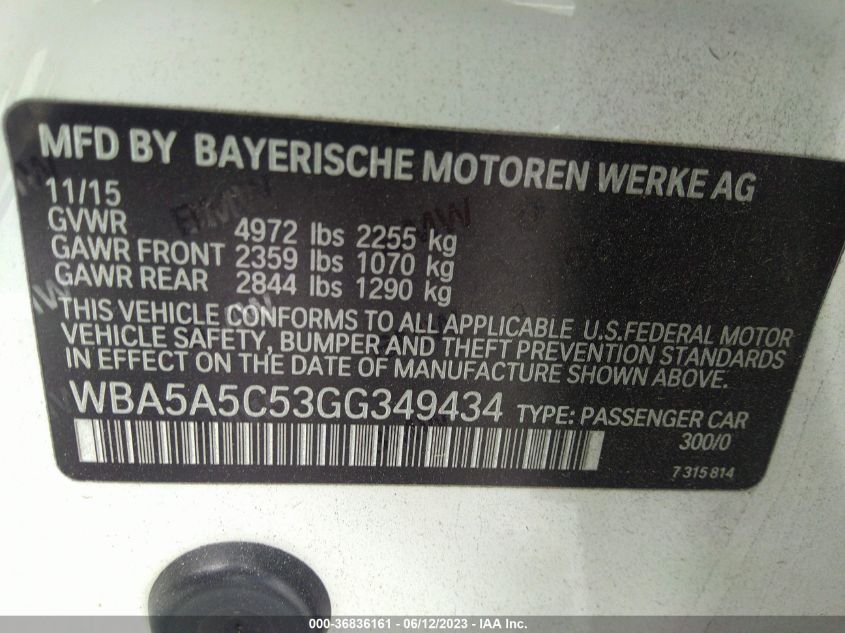 MFD BY BAYERISCHE MOTOREN WERKE AG
11/15
GVWR 4972 lbs 2255 kg
GAWR FRONT 2359 lbs 1070 kg
GAWR REAR 2844 lbs 1290 kg
THIS VEHICLE CONFORMS TO ALL APPLICABLE U.S.FEDERAL MOTOR
VEHICLE SAFETY, BUMPER AND THEFT PREVENTION STANDARDS
IN EFFECT ON THE DATE OF MANUFACTURE SHOWN ABOVE.
WBA5A5C53GG349434 TYPE: PASSENGER CAR
300/0
7 315 814
000-36836161 - 06/12/2023 - IAA Inc.